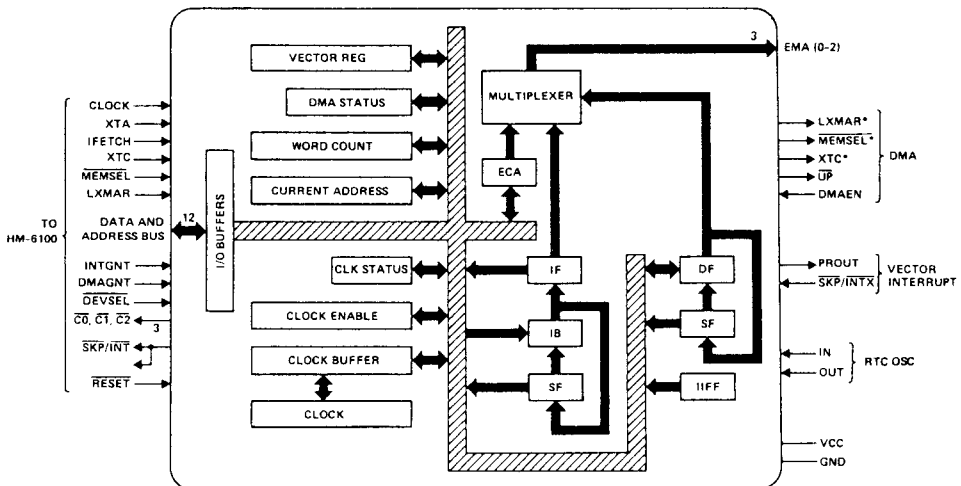 3
EMA (0-2)
VECTOR REG
MULTIPLEXER
DMA STATUS
CLOCK
XTA
IFETCH
XTC
MEMSEL
LXMAR
WORD COUNT
ECA
CURRENT ADDRESS
LXMAR*
MEMSEL*
XTC*
UP
DMAEN
DMA
TO
HM-6100
DATA AND
ADDRESS BUS
12
I/O BUFFERS
INTGNT
DMAGNT
DEVSEL
C0, C1, C2
3
SKP/INT
RESET
CLK STATUS
IF
DF
PROUT
SKP/INTX
VECTOR
INTERRUPT
CLOCK ENABLE
IB
SF
CLOCK BUFFER
SF
IIFF
IN
OUT
RTC OSC
CLOCK
VCC
GND